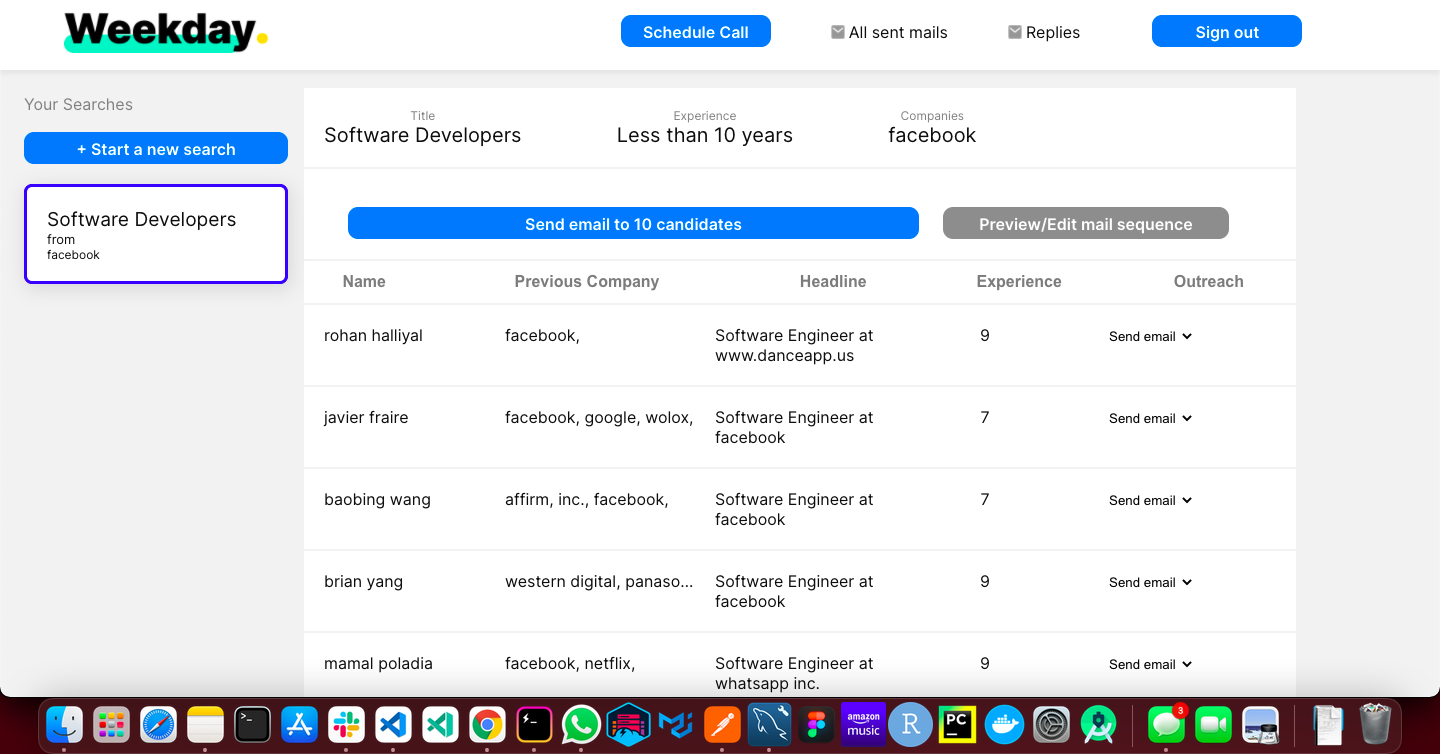 Weekday.
Schedule Call
All sent mails
Replies
Sign out
Your Searches
+ Start a new search
Software Developers
from
facebook
Title
Software Developers
Experience
Less than 10 years
Companies
facebook
Send email to 10 candidates
Preview/Edit mail sequence
Name Previous Company Headline Experience Outreach
rohan halliyal facebook, Software Engineer at 9 Send email
www.danceapp.us
javier fraire facebook, google, wolox, Software Engineer at 7 Send email
facebook
baobing wang affirm, inc., facebook, Software Engineer at 7 Send email
facebook
brian yang western digital, panaso... Software Engineer at 9 Send email
facebook
mamal poladia facebook, netflix, Software Engineer at 9 Send email
whatsapp inc.
amazon
music
R
PC
3